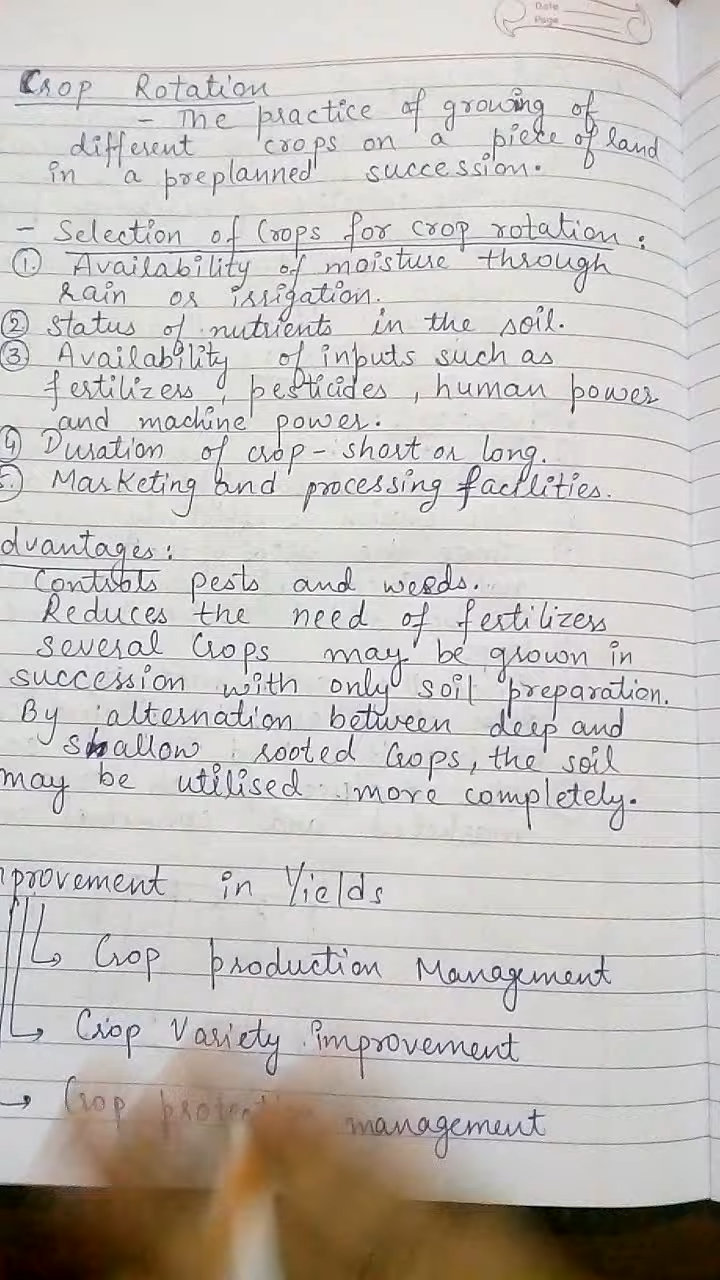 Date
Page
Crop Rotation
- The practice of growing of
different crops on a piece of land
in a preplanned succession.
- Selection of Crops for crop rotation :
① Availability of moisture through
rain or irrigation.
② Status of nutrients in the soil.
③ Availability of inputs such as
fertilizers, pesticides, human power
and machine power.
④ Duration of crop - short or long.
5. Marketing and processing facilities.
dvantages :
Controls pests and weeds.
Reduces the need of fertilizers
several crops may be grown in
succession with only soil preparation.
By alternation between deep and
shallow rooted crops, the soil
may be utilised more completely.
provement in Yields
↳ Crop production Management
↳ Crop Variety improvement
→ Crop management